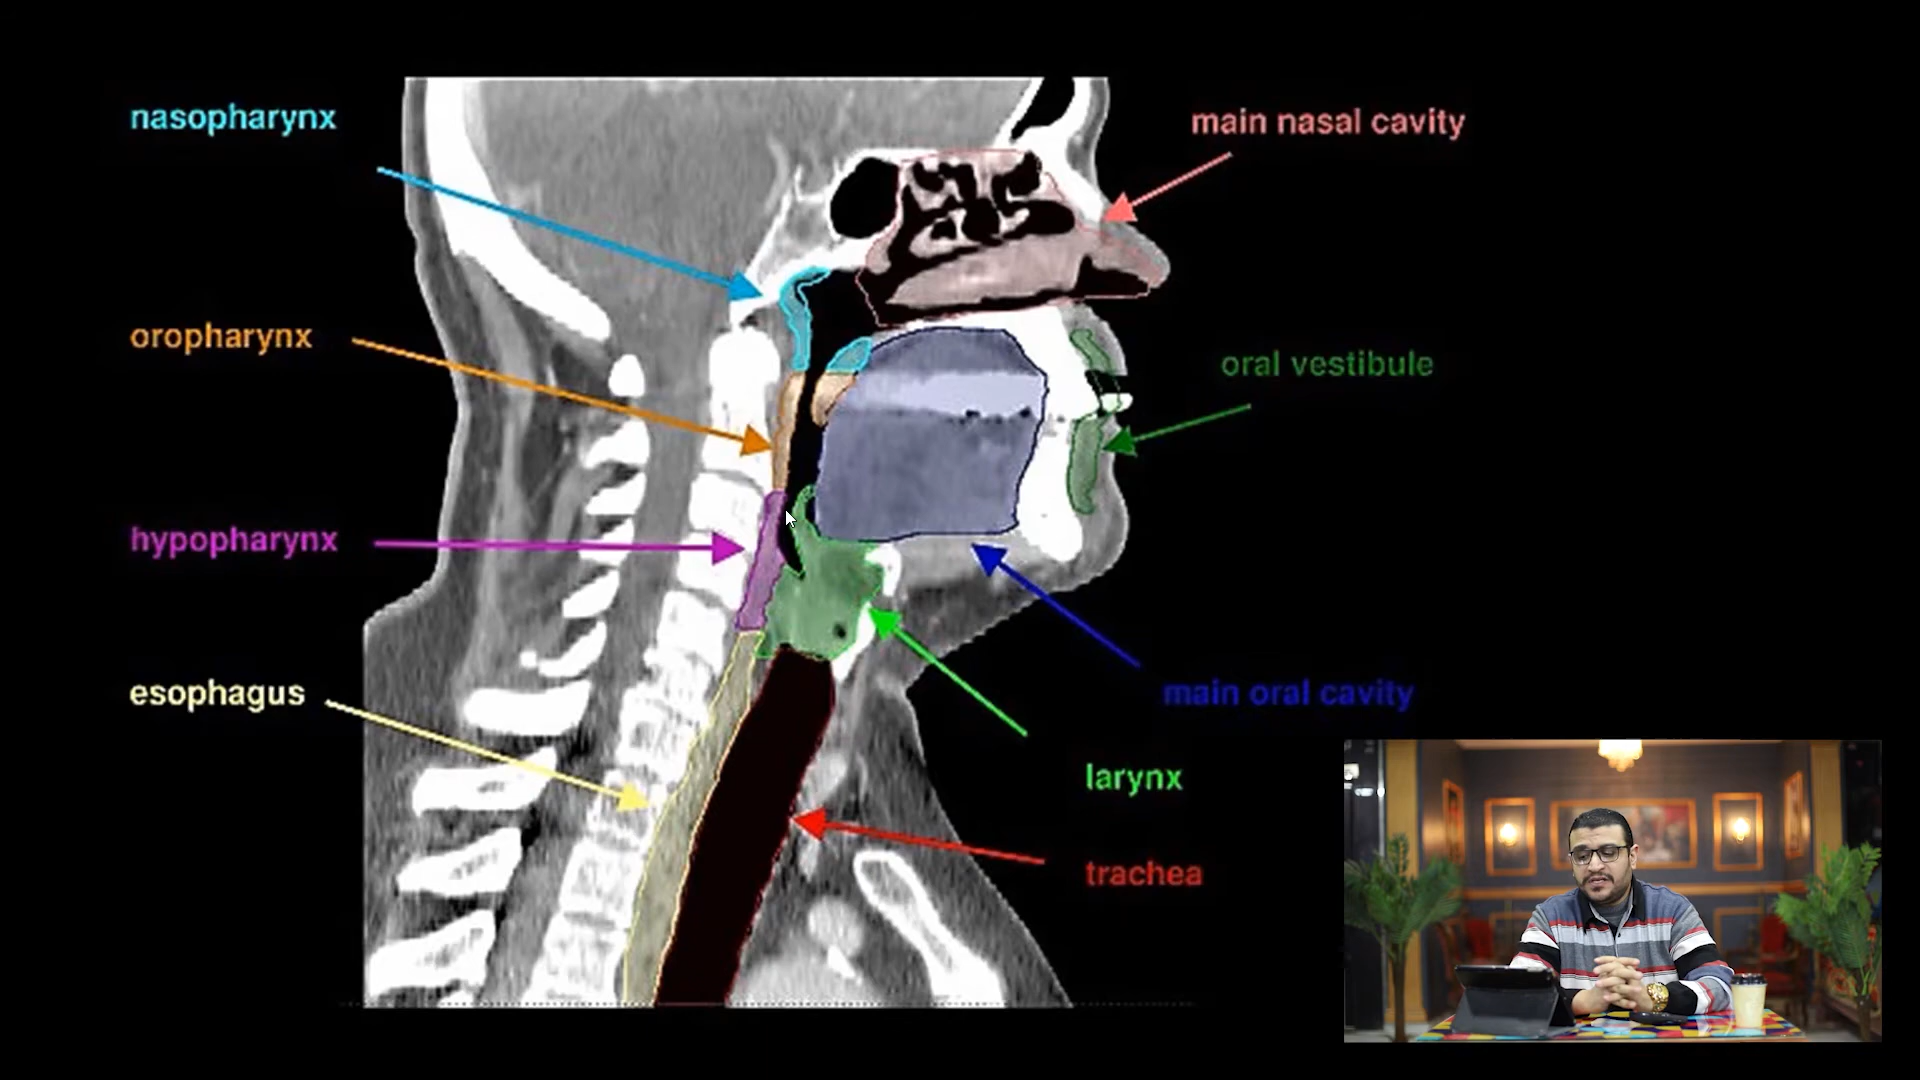 nasopharynx
main nasal cavity
oropharynx
oral vestibule
hypopharynx
esophagus
main oral cavity
larynx
trachea